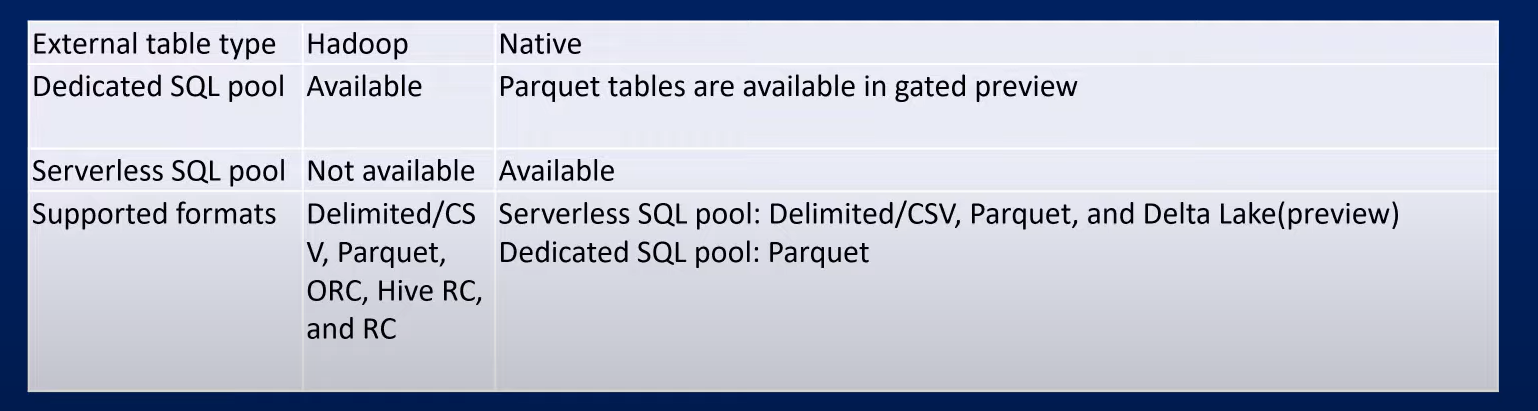 External table type Hadoop Native
Dedicated SQL pool Available Parquet tables are available in gated preview
Serverless SQL pool Not available Available
Supported formats Delimited/CS Serverless SQL pool: Delimited/CSV, Parquet, and Delta Lake(preview)
V, Parquet, Dedicated SQL pool: Parquet
ORC, Hive RC,
and RC